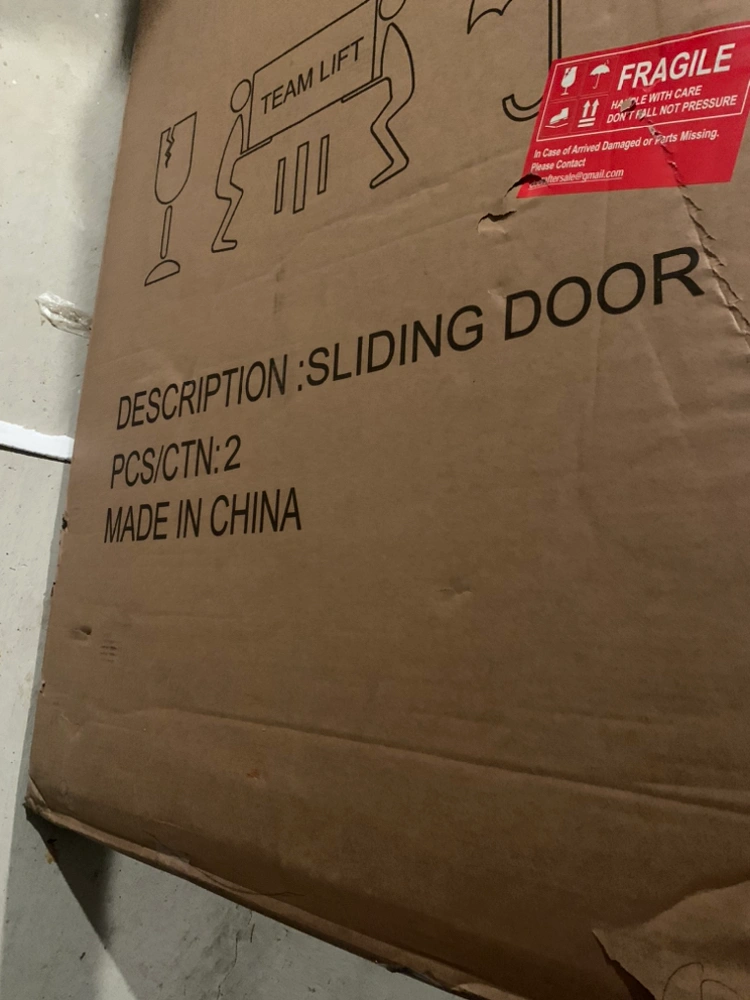 TEAM LIFT
FRAGILE
HANDLE WITH CARE
DON'T FALL NOT PRESSURE
In Case of Arrived Damaged or Parts Missing.
Please Contact
DESCRIPTION :SLIDING DOOR
PCS/CTN: 2
MADE IN CHINA